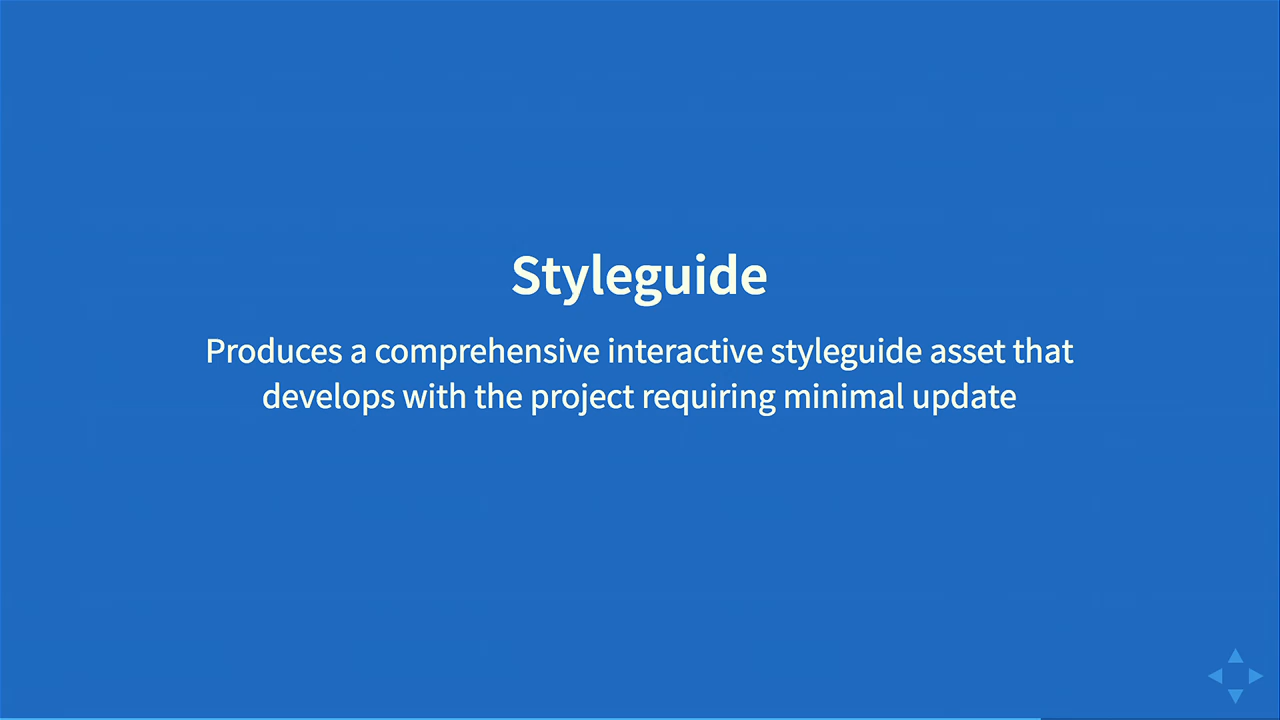 Styleguide
Produces a comprehensive interactive styleguide asset that
develops with the project requiring minimal update